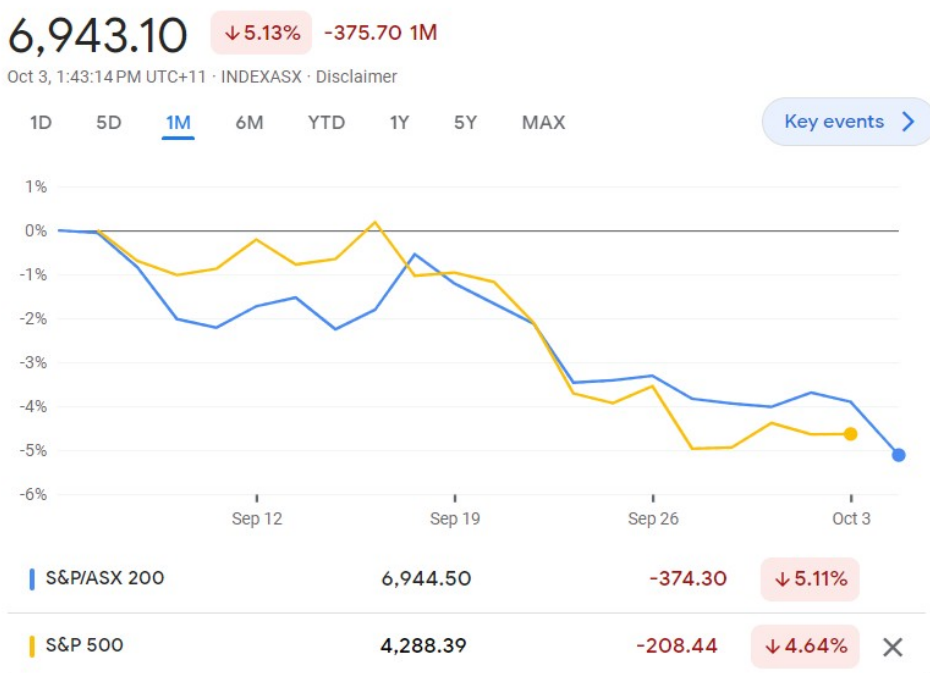 6,943.10 ↓5.13% -375.70 1M
Oct 3, 1:43:14 PM UTC+11 · INDEXASX · Disclaimer
1D 5D 1M 6M YTD 1Y 5Y MAX Key events
1%
0%
-1%
-2%
-3%
-4%
-5%
-6%
Sep 12 Sep 19 Sep 26 Oct 3
S&P/ASX 200 6,944.50 -374.30 ↓5.11%
S&P 500 4,288.39 -208.44 ↓4.64%